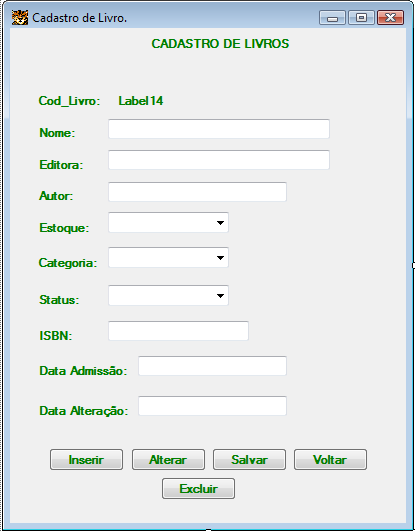 Cadastro de Livro.
CADASTRO DE LIVROS
Cod_Livro: Label14
Nome:
Editora:
Autor:
Estoque:
Categoria:
Status:
ISBN:
Data Admissão:
Data Alteração:
Inserir Alterar Salvar Voltar
Excluir